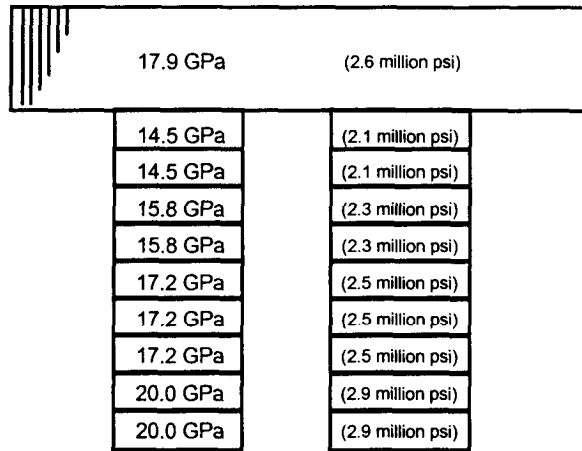 17.9 GPa (2.6 million psi)
14.5 GPa (2.1 million psi)
14.5 GPa (2.1 million psi)
15.8 GPa (2.3 million psi)
15.8 GPa (2.3 million psi)
17.2 GPa (2.5 million psi)
17.2 GPa (2.5 million psi)
17.2 GPa (2.5 million psi)
20.0 GPa (2.9 million psi)
20.0 GPa (2.9 million psi)